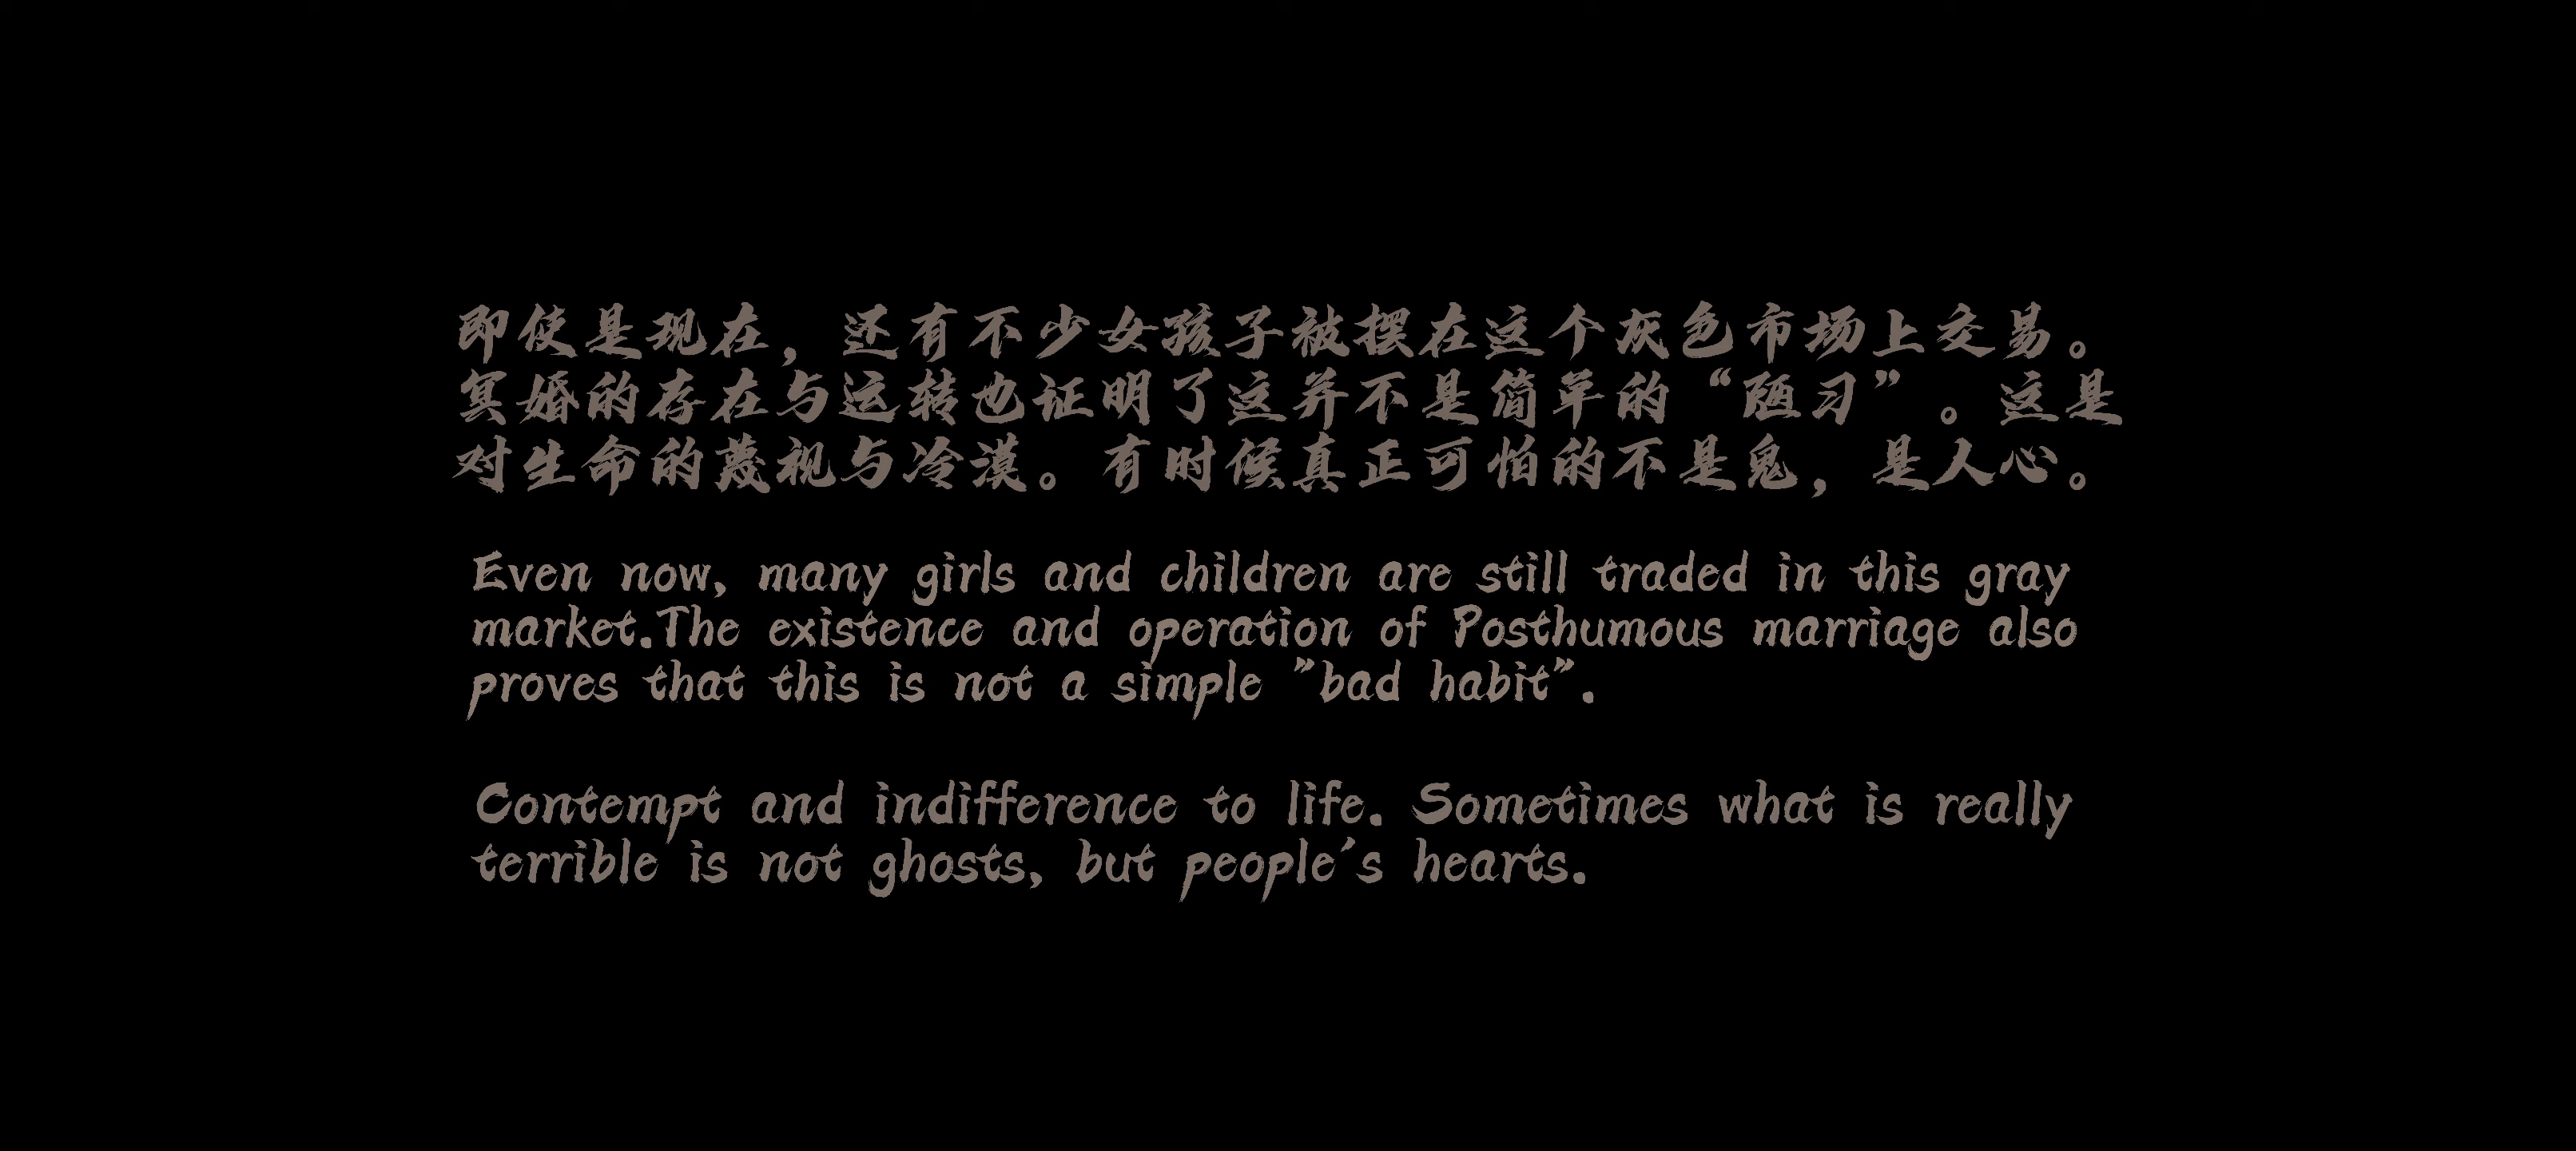 即使是现在，还有不少女孩子被摆在这个灰色市场上交易。
冥婚的存在与运转也证明了这并不是简单的“陋习”。这是
对生命的蔑视与冷漠。有时候真正可怕的不是鬼，是人心。
Even now, many girls and children are still traded in this gray
market.The existence and operation of Posthumous marriage also
proves that this is not a simple "bad habit".
Contempt and indifference to life. Sometimes what is really
terrible is not ghosts, but people's hearts.